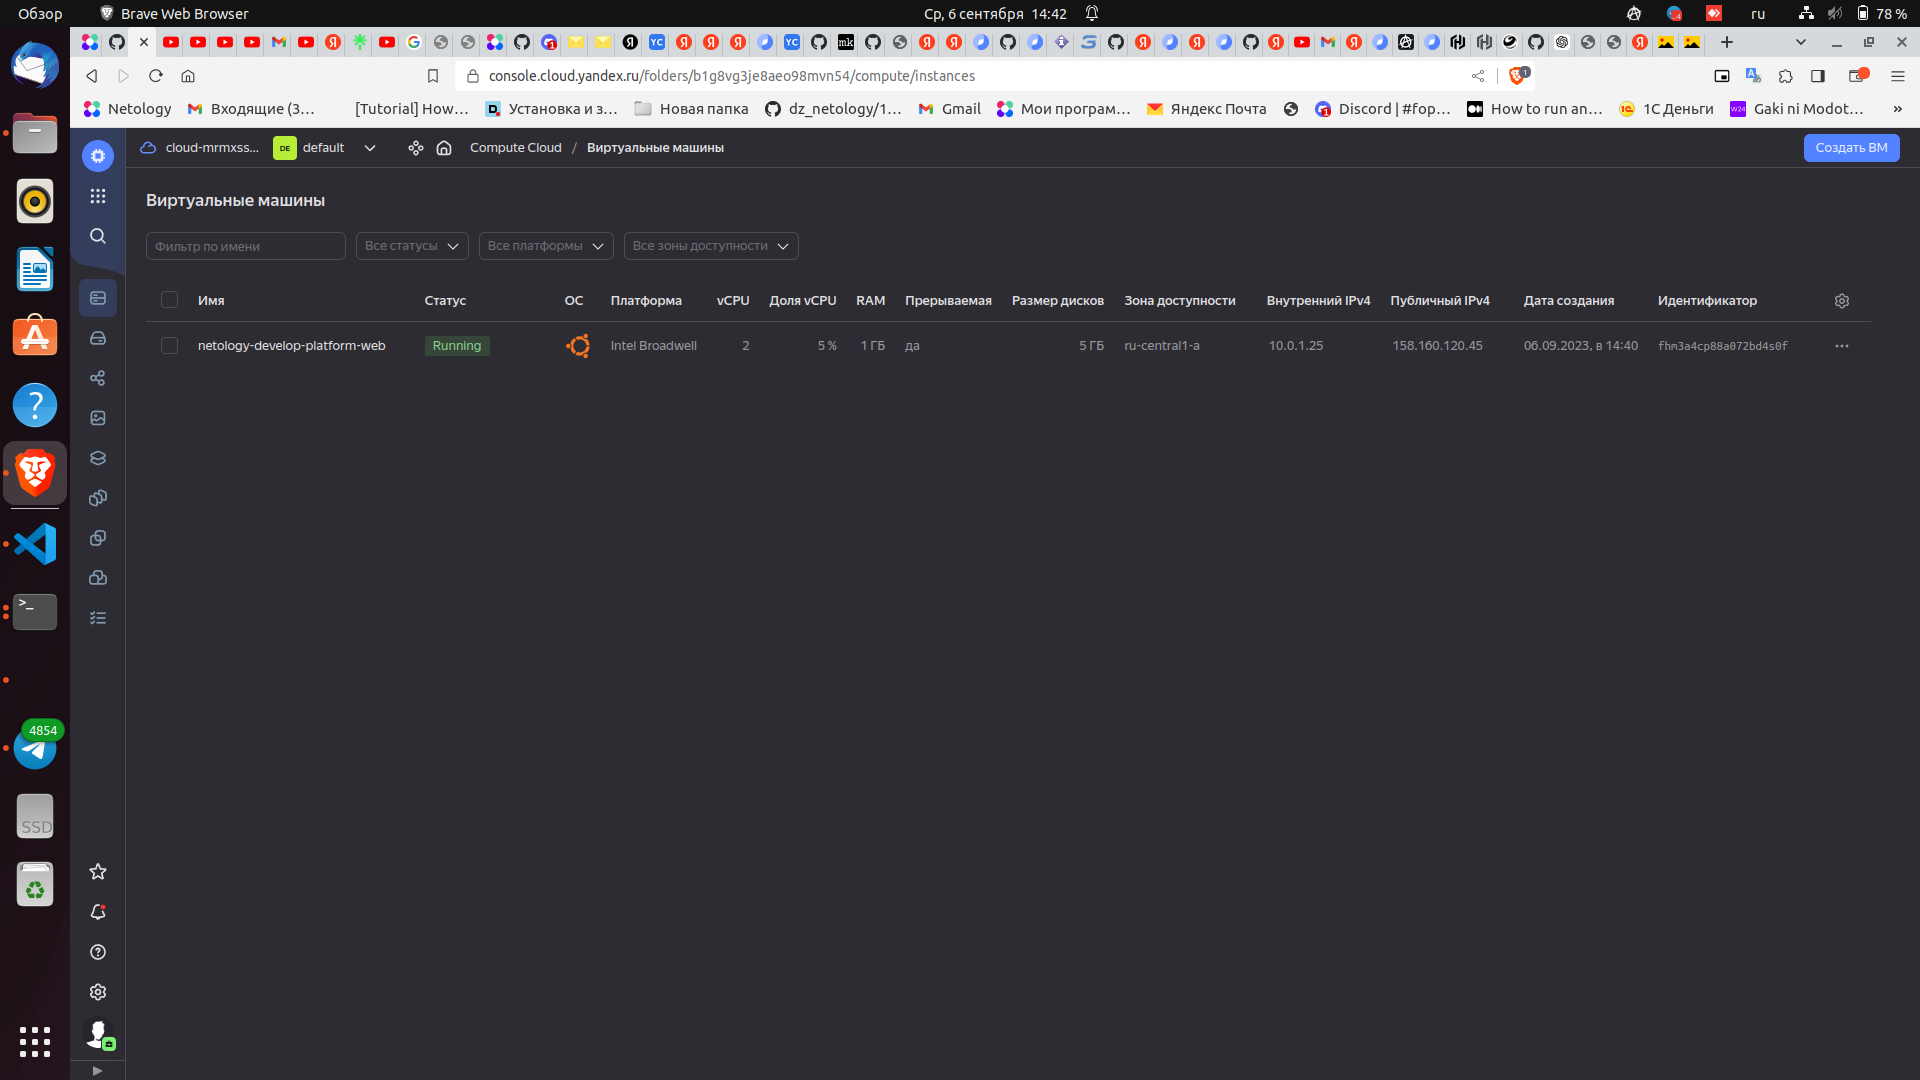 Обзор Brave Web Browser Ср, 6 сентября 14:42 ru 78 %
console.cloud.yandex.ru/folders/b1g8vg3je8aeo98mvn54/compute/instances
Netology Входящие (3… [Tutorial] How… Установка и з… Новая папка dz_netology/1… Gmail Мои програм… Яндекс Почта Discord | #fop… How to run an… 1С Деньги Gaki ni Modot… »
cloud-mrmxss... DE default Compute Cloud / Виртуальные машины Создать ВМ
Виртуальные машины
Фильтр по имени Все статусы Все платформы Все зоны доступности
Имя Статус ОС Платформа vCPU Доля vCPU RAM Прерываемая Размер дисков Зона доступности Внутренний IPv4 Публичный IPv4 Дата создания Идентификатор
netology-develop-platform-web Running Intel Broadwell 2 5 % 1 ГБ да 5 ГБ ru-central1-a 10.0.1.25 158.160.120.45 06.09.2023, в 14:40 fhm3a4cp88a072bd4s0f
4854
SSD